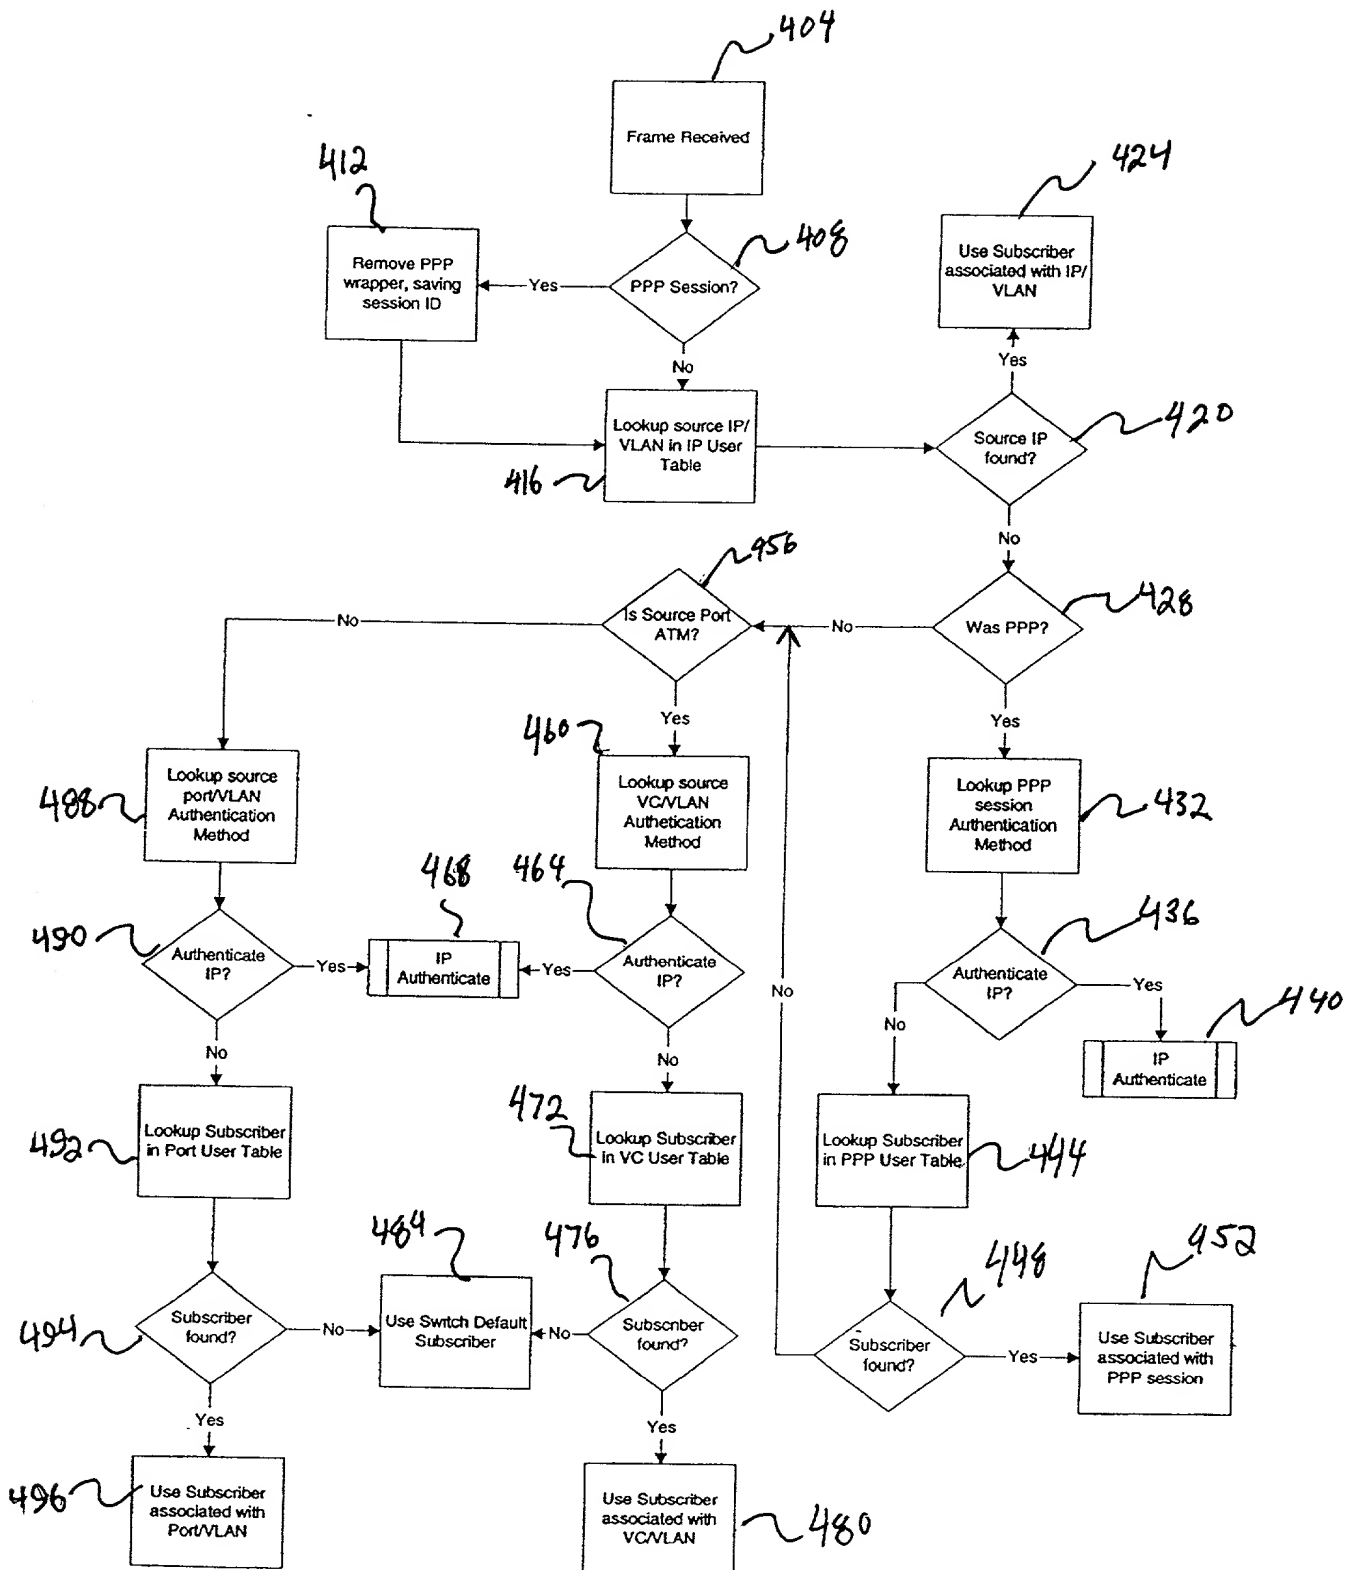 404
Frame Received
412
424
408
Remove PPP
wrapper, saving
session ID
Yes
PPP Session?
Use Subscriber
associated with IP/
VLAN
No
Yes
Lookup source IP/
VLAN in IP User
Table
416
Source IP
found?
420
No
956
Is Source Port
ATM?
No
No
Was PPP?
428
Yes
Yes
460
488
Lookup source
port/VLAN
Authentication
Method
Lookup source
VC/VLAN
Authetication
Method
Lookup PPP
session
Authentication
Method
432
468
464
436
490
Authenticate
IP?
Yes
IP
Authenticate
Yes
Authenticate
IP?
No
Authenticate
IP?
Yes
440
No
No
No
IP
Authenticate
492
Lookup Subscriber
in Port User Table
472
Lookup Subscriber
in VC User Table
Lookup Subscriber
in PPP User Table
444
484
476
448
452
494
Subscriber
found?
No
Use Switch Default
Subscriber
No
Subscriber
found?
Subscriber
found?
Yes
Use Subscriber
associated with
PPP session
Yes
Yes
496
Use Subscriber
associated with
Port/VLAN
Use Subscriber
associated with
VC/VLAN
480